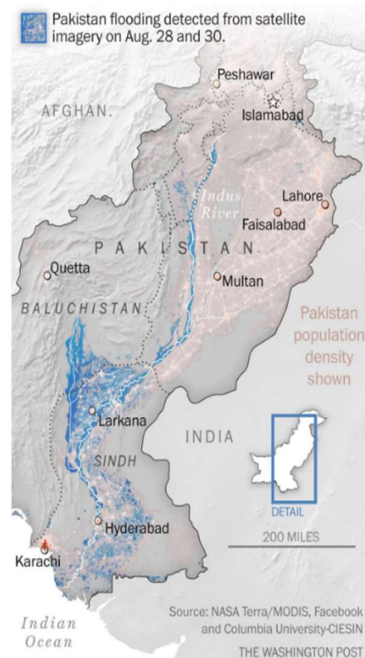 Pakistan flooding detected from satellite
imagery on Aug. 28 and 30.
Peshawar
AFGHAN.
Islamabad
Indus
River
Lahore
Faisalabad
PAKISTAN
Quetta
Multan
BALUCHISTAN
Pakistan
population
density
shown
Larkana
INDIA
SINDH
DETAIL
Hyderabad
200 MILES
Karachi
Indian
Ocean
Source: NASA Terra/MODIS, Facebook
and Columbia University-CIESIN
THE WASHINGTON POST